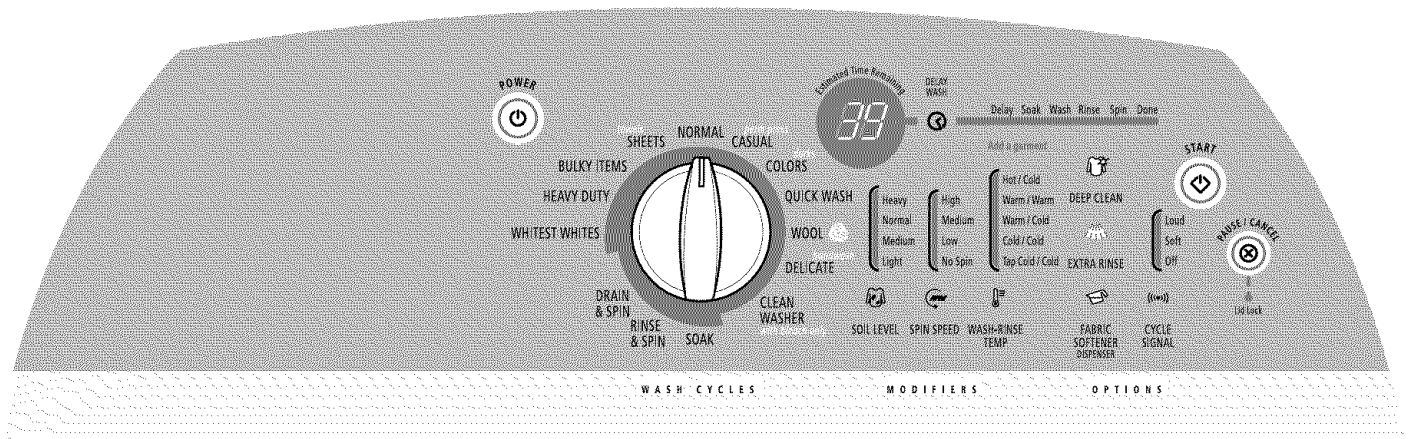 POWER
Estimated Time Remaining
39
DELAY
WASH
Delay Soak Wash Rinse Spin Done
Add a garment
START
PAUSE / CANCEL
Lid Lock
NORMAL
CASUAL
COLORS
QUICK WASH
WOOL
DELICATE
CLEAN
WASHER
SOAK
RINSE
& SPIN
DRAIN
& SPIN
WHITEST WHITES
HEAVY DUTY
BULKY ITEMS
SHEETS
Heavy
Normal
Medium
Light
SOIL LEVEL
High
Medium
Low
No Spin
SPIN SPEED
Hot / Cold
Warm / Warm
Warm / Cold
Cold / Cold
Tap Cold / Cold
WASH-RINSE
TEMP
DEEP CLEAN
EXTRA RINSE
FABRIC
SOFTENER
DISPENSER
Loud
Soft
Off
CYCLE
SIGNAL
WASH CYCLES
MODIFIERS
OPTIONS